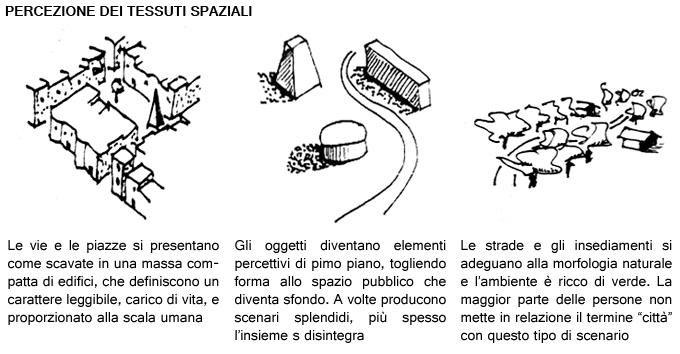 PERCEZIONE DEI TESSUTI SPAZIALI
Le vie e le piazze si presentano
come scavate in una massa com-
patta di edifici, che definiscono un
carattere leggibile, carico di vita, e
proporzionato alla scala umana
Gli oggetti diventano elementi
percettivi di pimo piano, togliendo
forma allo spazio pubblico che
diventa sfondo. A volte producono
scenari splendidi, più spesso
l'insieme s disintegra
Le strade e gli insediamenti si
adeguano alla morfologia naturale
e l'ambiente è ricco di verde. La
maggior parte delle persone non
mette in relazione il termine “città”
con questo tipo di scenario